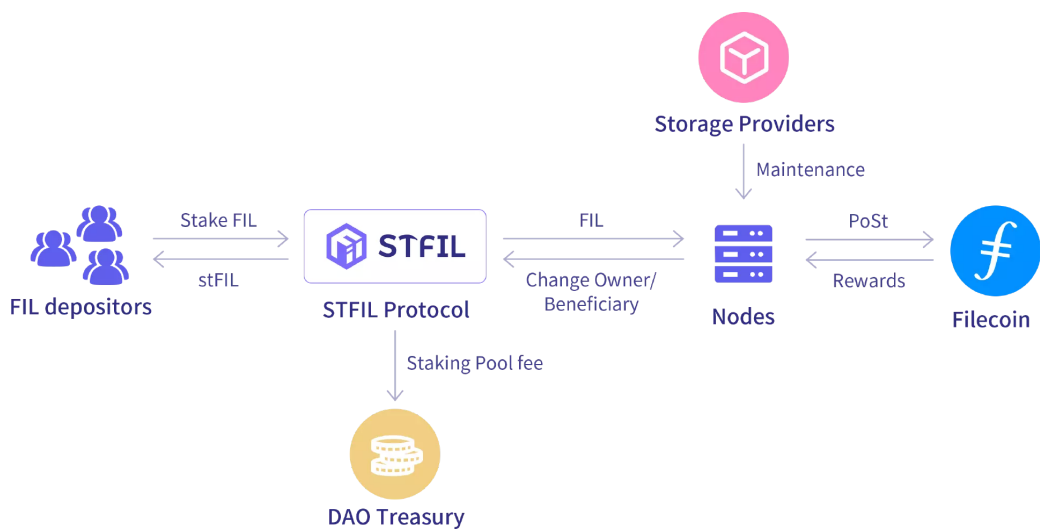 Storage Providers
Maintenance
Stake FIL
stFIL
FIL depositors
STFIL
STFIL Protocol
FIL
Change Owner/
Beneficiary
Nodes
PoSt
Rewards
Filecoin
Staking Pool fee
DAO Treasury